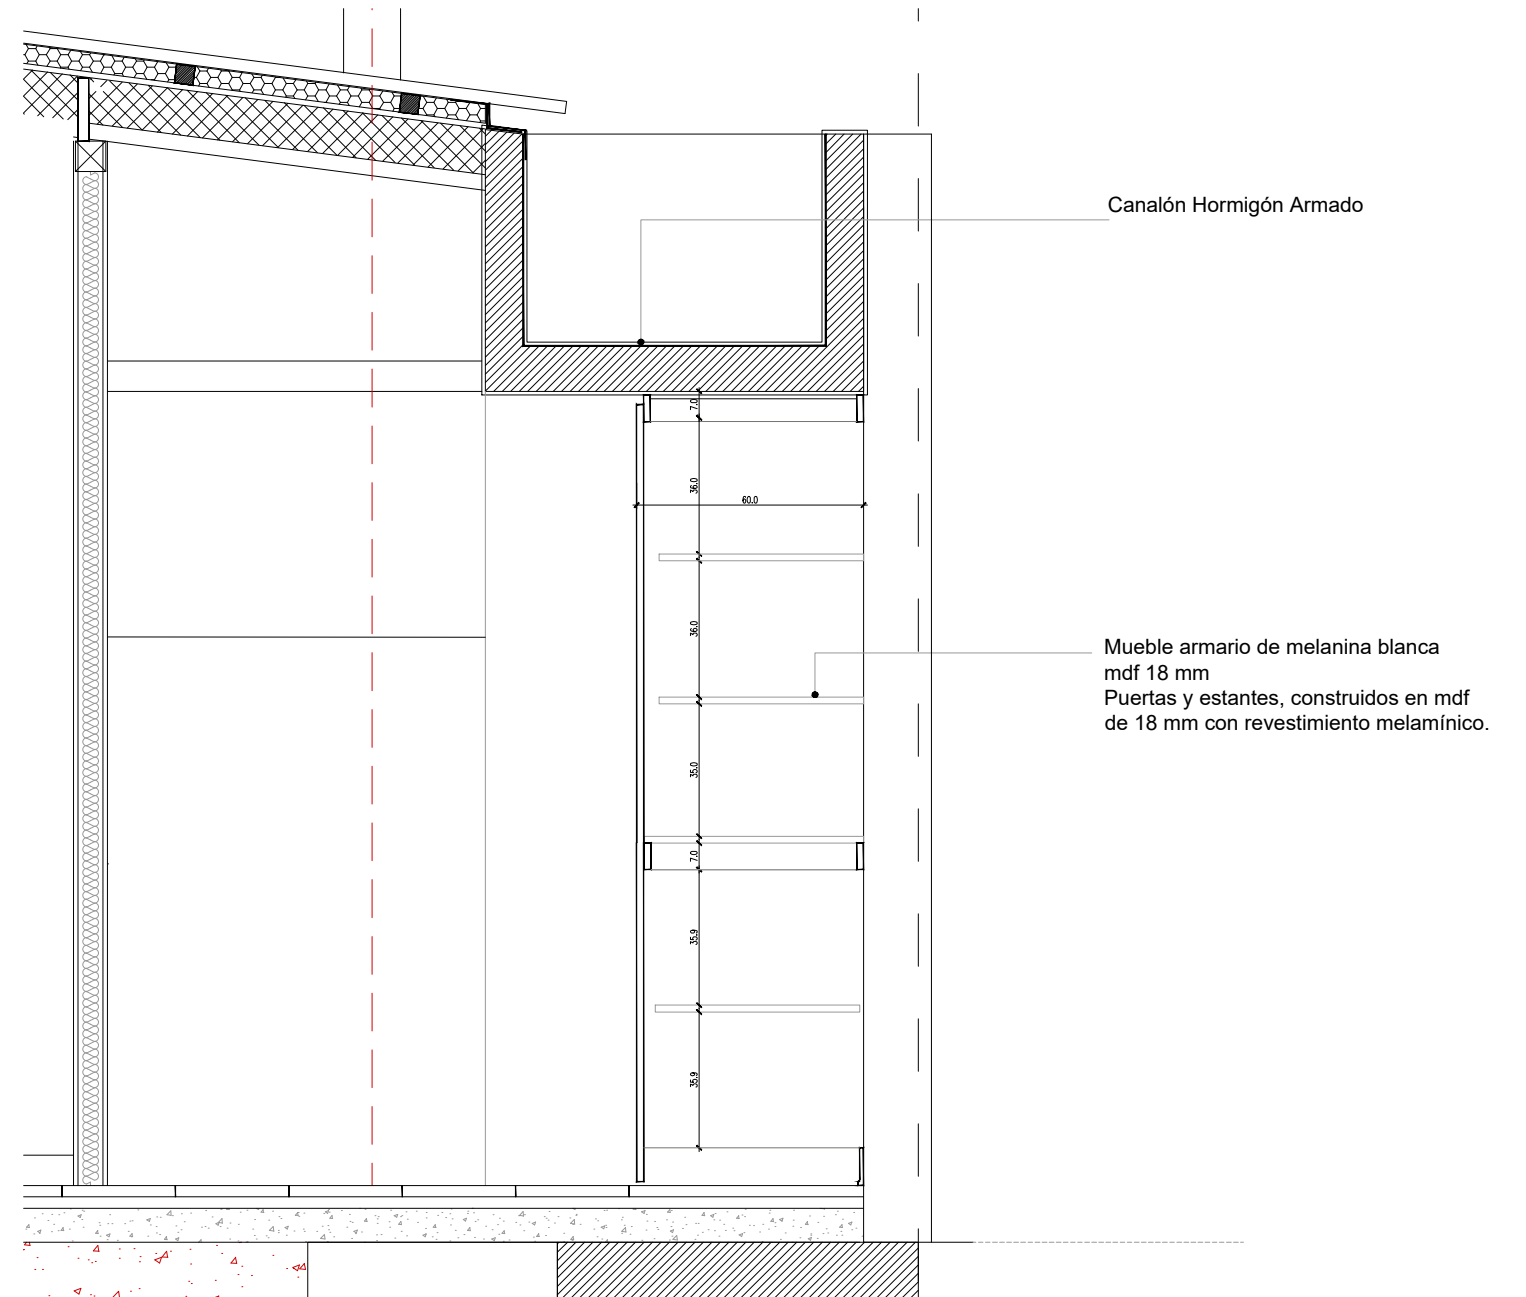 Canalón Hormigón Armado
7.0
36.0
60.0
36.0
Mueble armario de melanina blanca
mdf 18 mm
Puertas y estantes, construidos en mdf
de 18 mm con revestimiento melamínico.
35.0
7.0
35.9
35.9